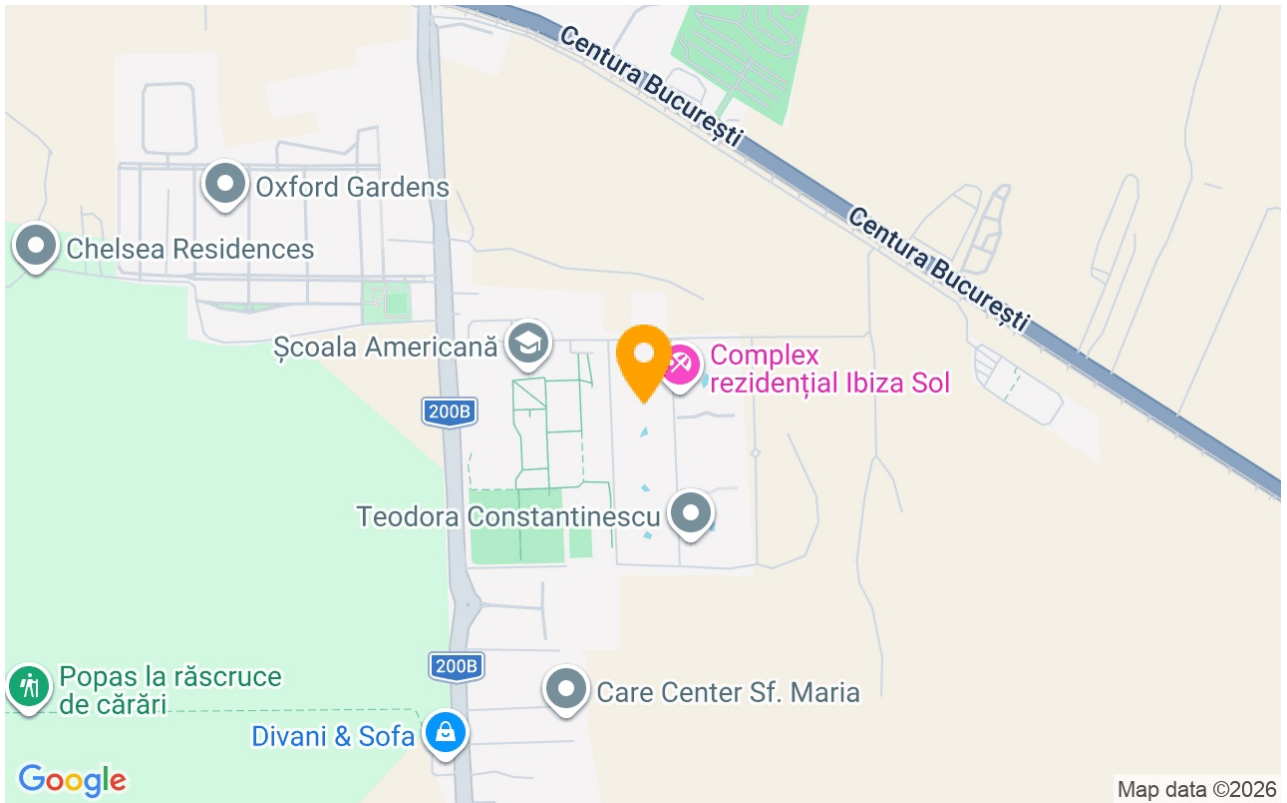 Centura București
Oxford Gardens
Centura București
Chelsea Residences
Școala Americană
Complex
rezidențial Ibiza Sol
200B
Teodora Constantinescu
200B
Popas la răscruce
de cărări
Care Center Sf. Maria
Divani & Sofa
Google
Map data ©2026